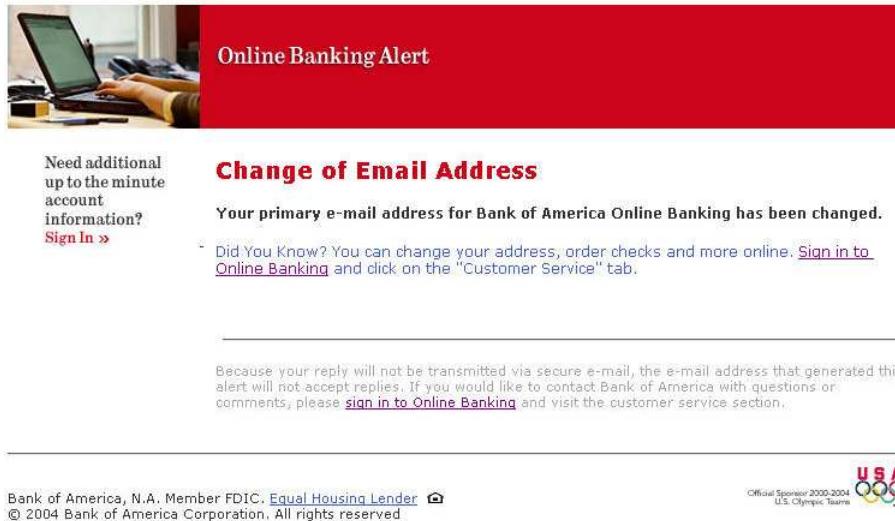 Online Banking Alert
Need additional
up to the minute
account
information?
Sign In »
Change of Email Address
Your primary e-mail address for Bank of America Online Banking has been changed.
Did You Know? You can change your address, order checks and more online. Sign in to
Online Banking and click on the "Customer Service" tab.
Because your reply will not be transmitted via secure e-mail, the e-mail address that generated thi
alert will not accept replies. If you would like to contact Bank of America with questions or
comments, please sign in to Online Banking and visit the customer service section.
Bank of America, N.A. Member FDIC. Equal Housing Lender
© 2004 Bank of America Corporation. All rights reserved
USA
Official Sponsor 2000-2004
U.S. Olympic Teams